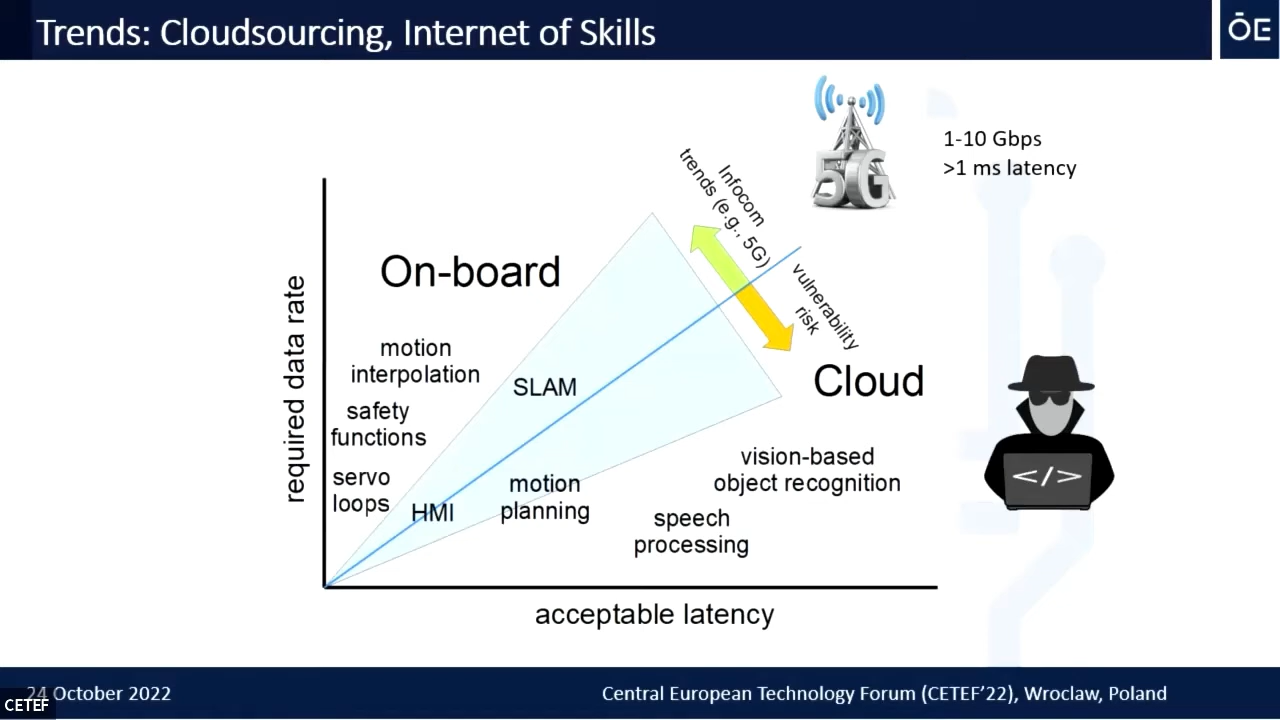 Trends: Cloudsourcing, Internet of Skills
ŌE
5G
1-10 Gbps
>1 ms latency
Infocom
trends (e.g., 5G)
vulnerability
risk
required data rate
On-board
motion
interpolation
SLAM
safety
functions
servo
loops
HMI
motion
planning
Cloud
vision-based
object recognition
speech
processing
</>
acceptable latency
24 October 2022
CETEF
Central European Technology Forum (CETEF’22), Wroclaw, Poland